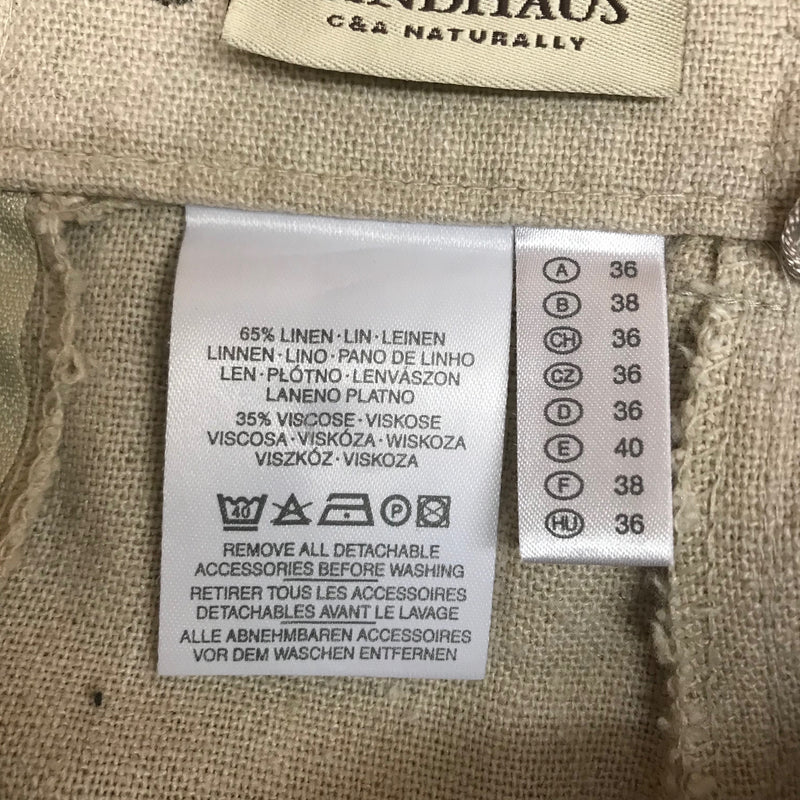 C&A NATURALLY
65% LINEN·LIN·LEINEN
LINNEN·LINO·PANO DE LINHO
LEN·PŁÓTNO·LENVÁSZON
LANENO PLATNO
35% VISCOSE·VISKOSE
VISCOSA·VISKÓZA·WISKOZA
VISZKÓZ·VISKOZA
40
P
REMOVE ALL DETACHABLE
ACCESSORIES BEFORE WASHING
RETIRER TOUS LES ACCESSOIRES
DETACHABLES AVANT LE LAVAGE
ALLE ABNEHMBAREN ACCESSOIRES
VOR DEM WASCHEN ENTFERNEN
A 36
B 38
CH 36
CZ 36
D 36
E 40
F 38
HU 36